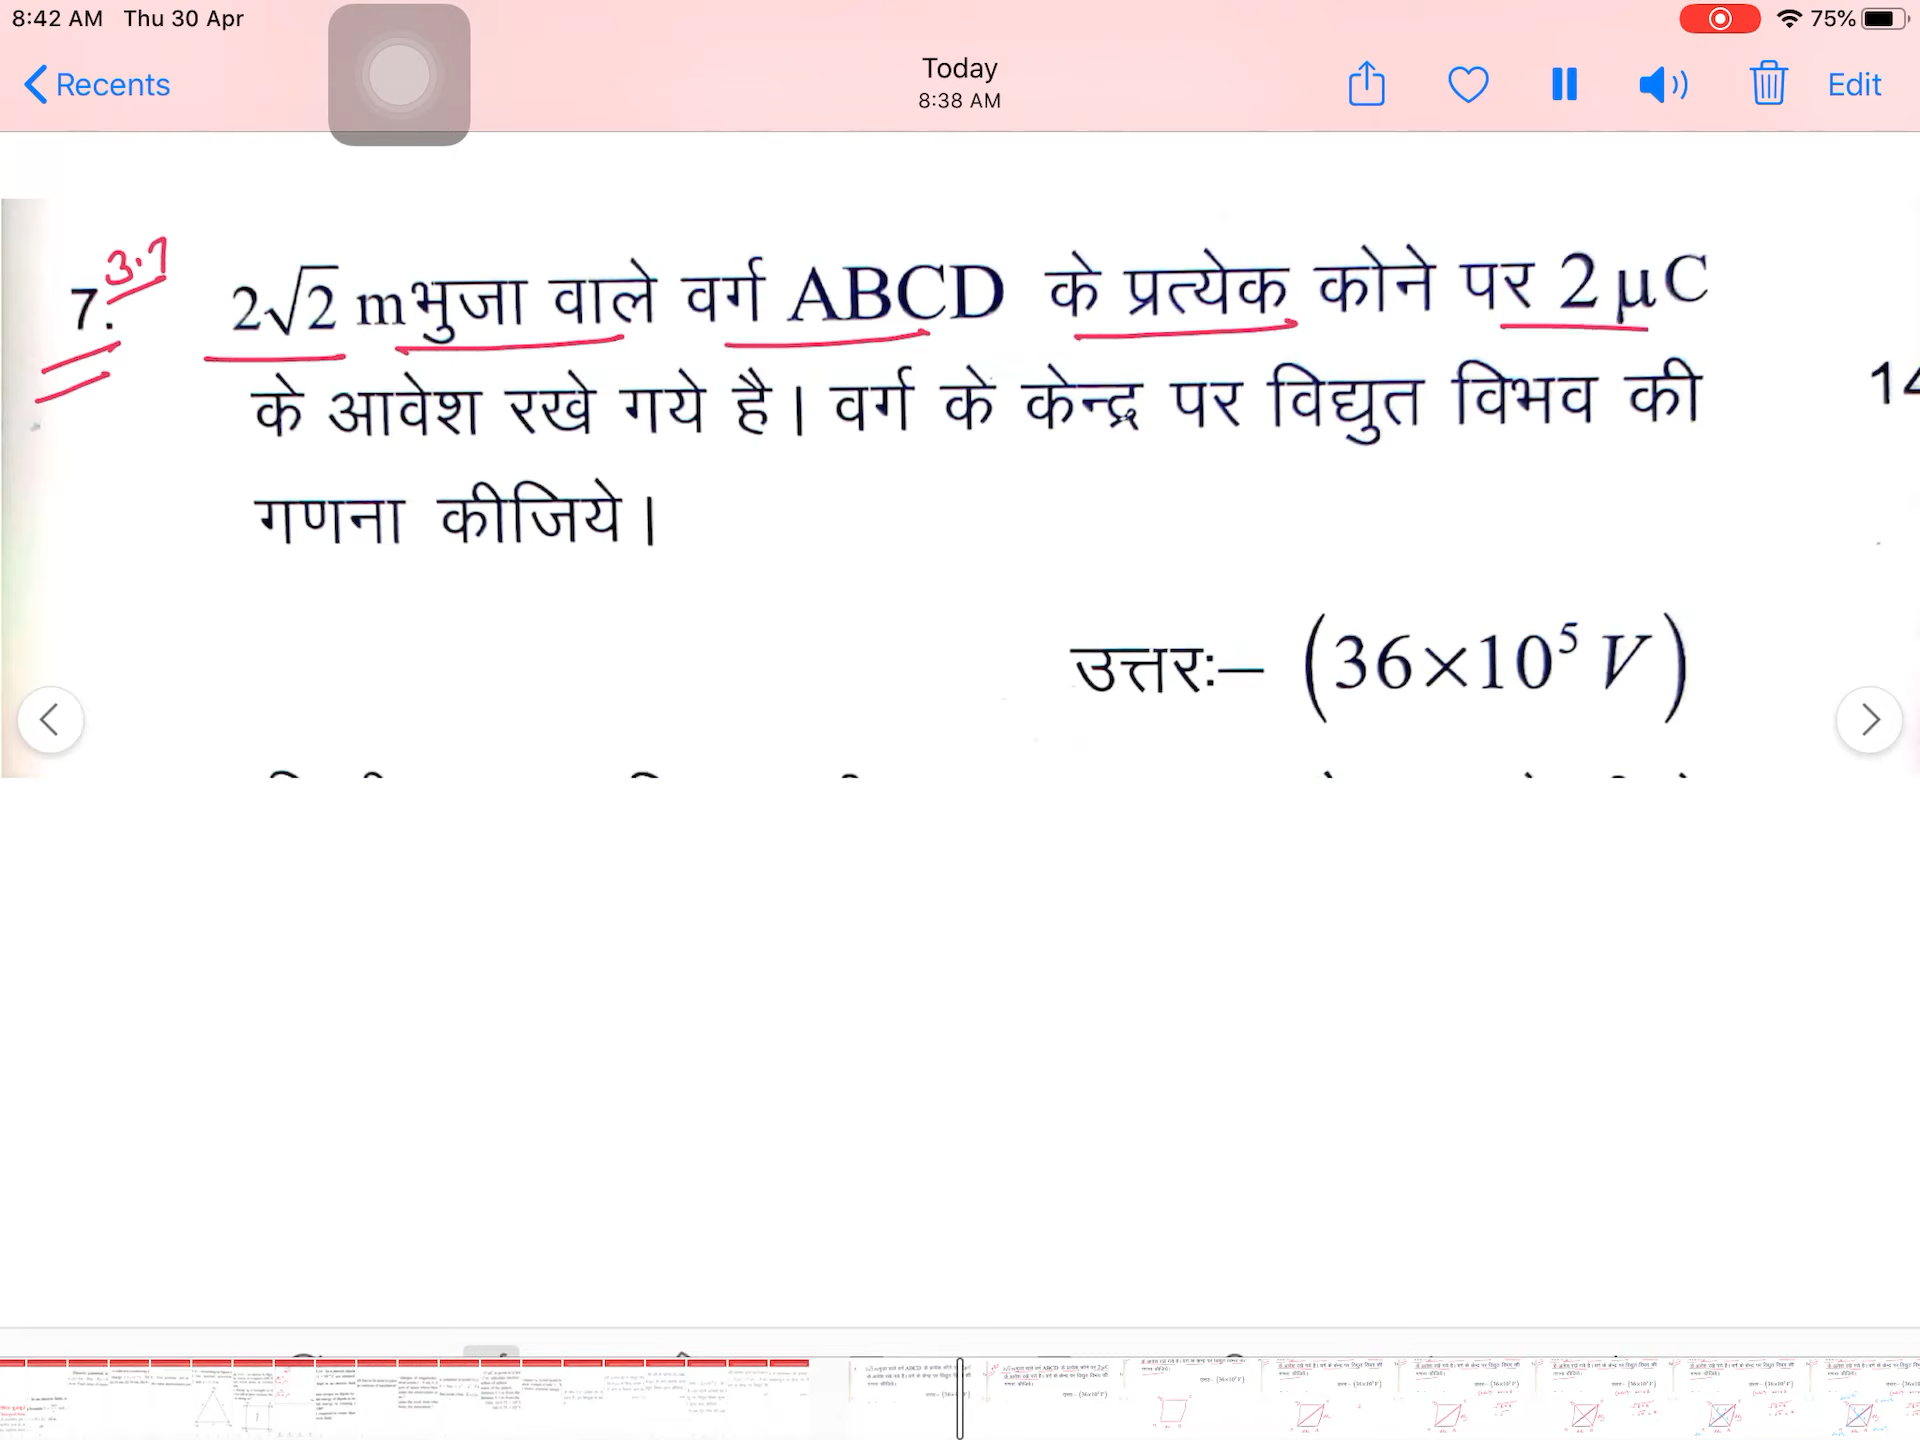 8:42 AM Thu 30 Apr
75%
Recents
Today
8:38 AM
Edit
3.7
7. 2√2 m भुजा वाले वर्ग ABCD के प्रत्येक कोने पर 2 μC
के आवेश रखे गये है। वर्ग के केन्द्र पर विद्युत विभव की
14
गणना कीजिये।
उत्तरः– (36×10⁵ V)